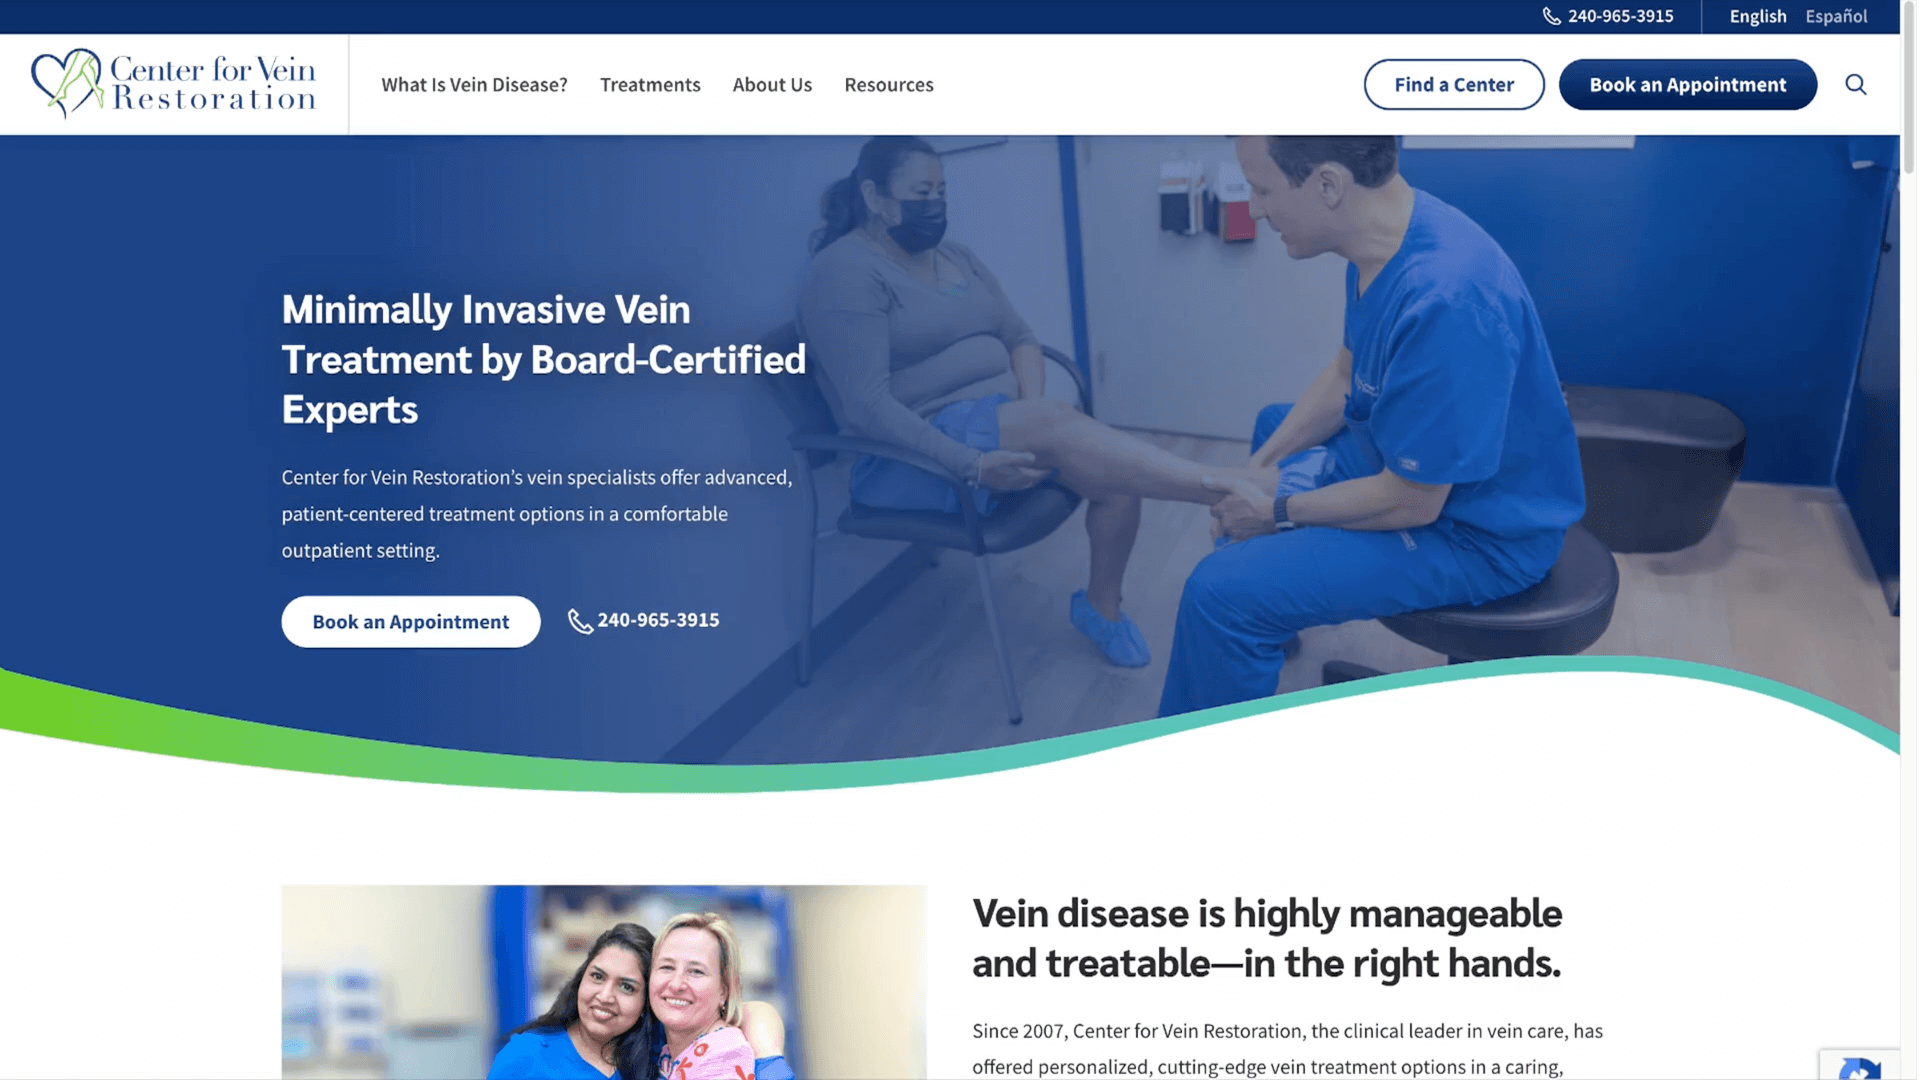 240-965-3915
English Español
Center for Vein
Restoration
What Is Vein Disease? Treatments About Us Resources
Find a Center Book an Appointment
Minimally Invasive Vein
Treatment by Board-Certified
Experts
Center for Vein Restoration’s vein specialists offer advanced,
patient-centered treatment options in a comfortable
outpatient setting.
Book an Appointment 240-965-3915
Vein disease is highly manageable
and treatable—in the right hands.
Since 2007, Center for Vein Restoration, the clinical leader in vein care, has
offered personalized, cutting-edge vein treatment options in a caring,